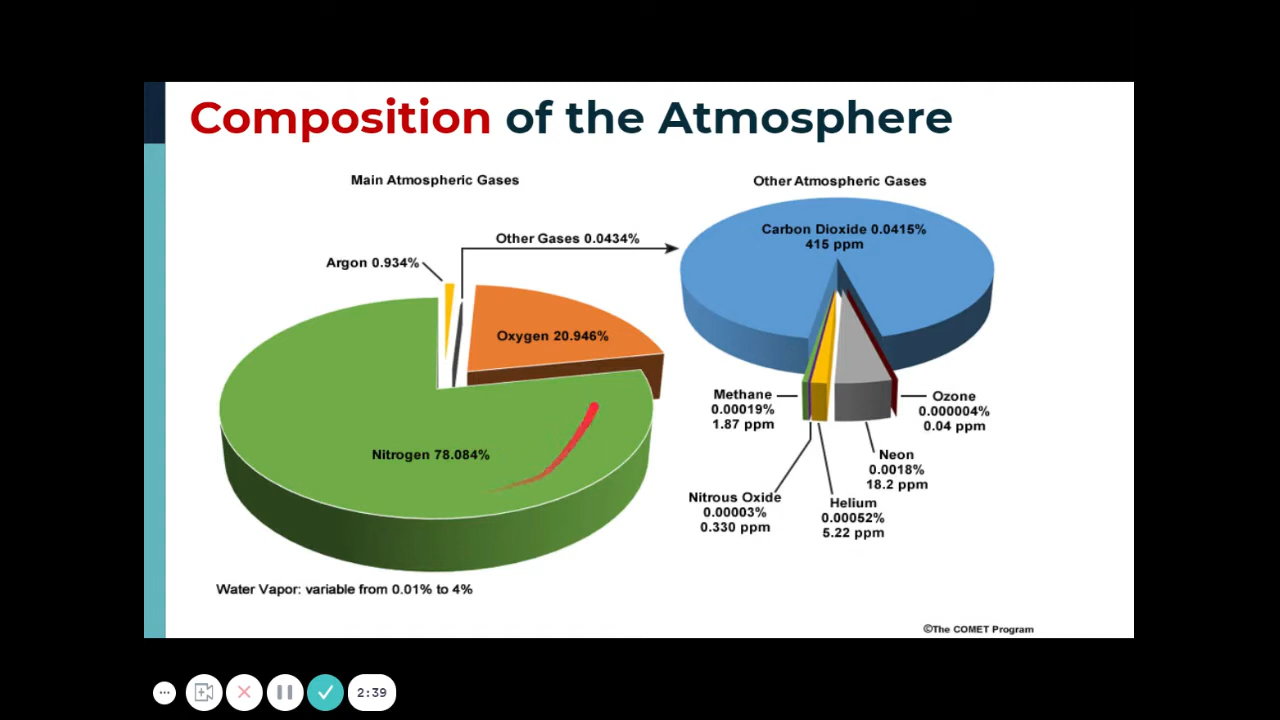 Composition of the Atmosphere
Main Atmospheric Gases
Other Atmospheric Gases
Other Gases 0.0434%
Argon 0.934%
Oxygen 20.946%
Nitrogen 78.084%
Carbon Dioxide 0.0415%
415 ppm
Methane
0.00019%
1.87 ppm
Ozone
0.000004%
0.04 ppm
Neon
0.0018%
18.2 ppm
Nitrous Oxide
0.00003%
0.330 ppm
Helium
0.00052%
5.22 ppm
Water Vapor: variable from 0.01% to 4%
©The COMET Program
2:39